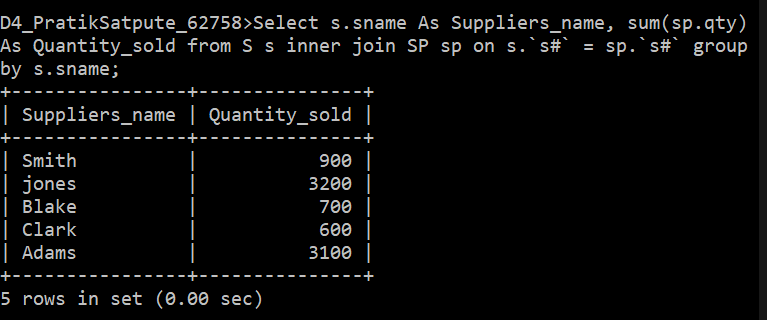 D4_PratikSatpute_62758>Select s.sname As Suppliers_name, sum(sp.qty)
As Quantity_sold from S s inner join SP sp on s.`s#` = sp.`s#` group
by s.sname;
+----------------+---------------+
| Suppliers_name | Quantity_sold |
+----------------+---------------+
| Smith          |           900 |
| jones          |          3200 |
| Blake          |           700 |
| Clark          |           600 |
| Adams          |          3100 |
+----------------+---------------+
5 rows in set (0.00 sec)